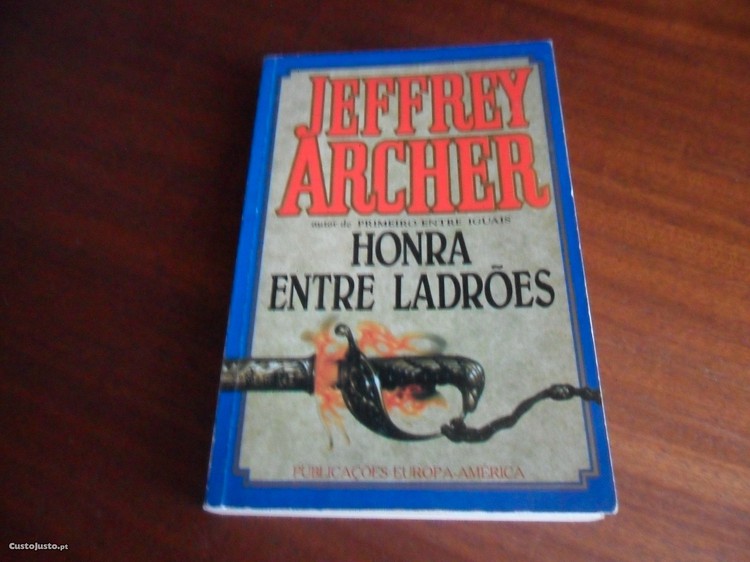 JEFFREY
ARCHER
autor de PRIMEIRO ENTRE IGUAIS
HONRA
ENTRE LADRÕES
PUBLICAÇÕES EUROPA-AMÉRICA
CustoJusto.pt